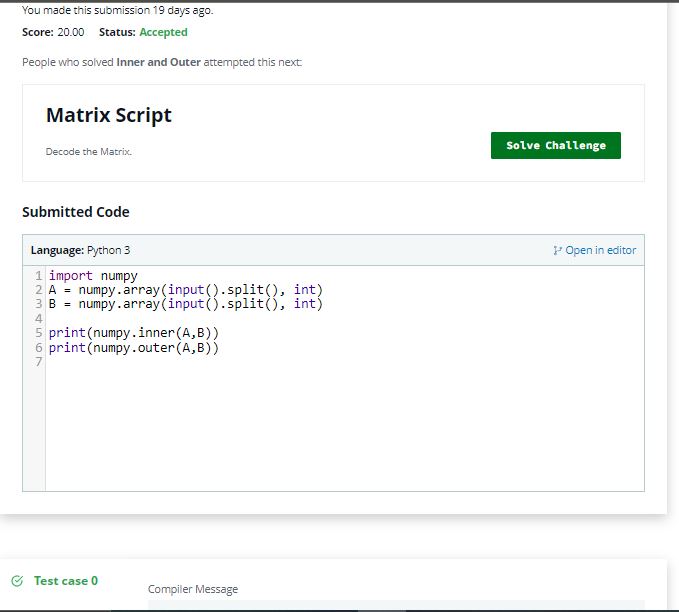 You made this submission 19 days ago.
Score: 20.00 Status: Accepted
People who solved Inner and Outer attempted this next:
Matrix Script
Decode the Matrix.
Solve Challenge
Submitted Code
Language: Python 3
Open in editor
1 import numpy
2 A = numpy.array(input().split(), int)
3 B = numpy.array(input().split(), int)
4
5 print(numpy.inner(A,B))
6 print(numpy.outer(A,B))
7
Test case 0
Compiler Message